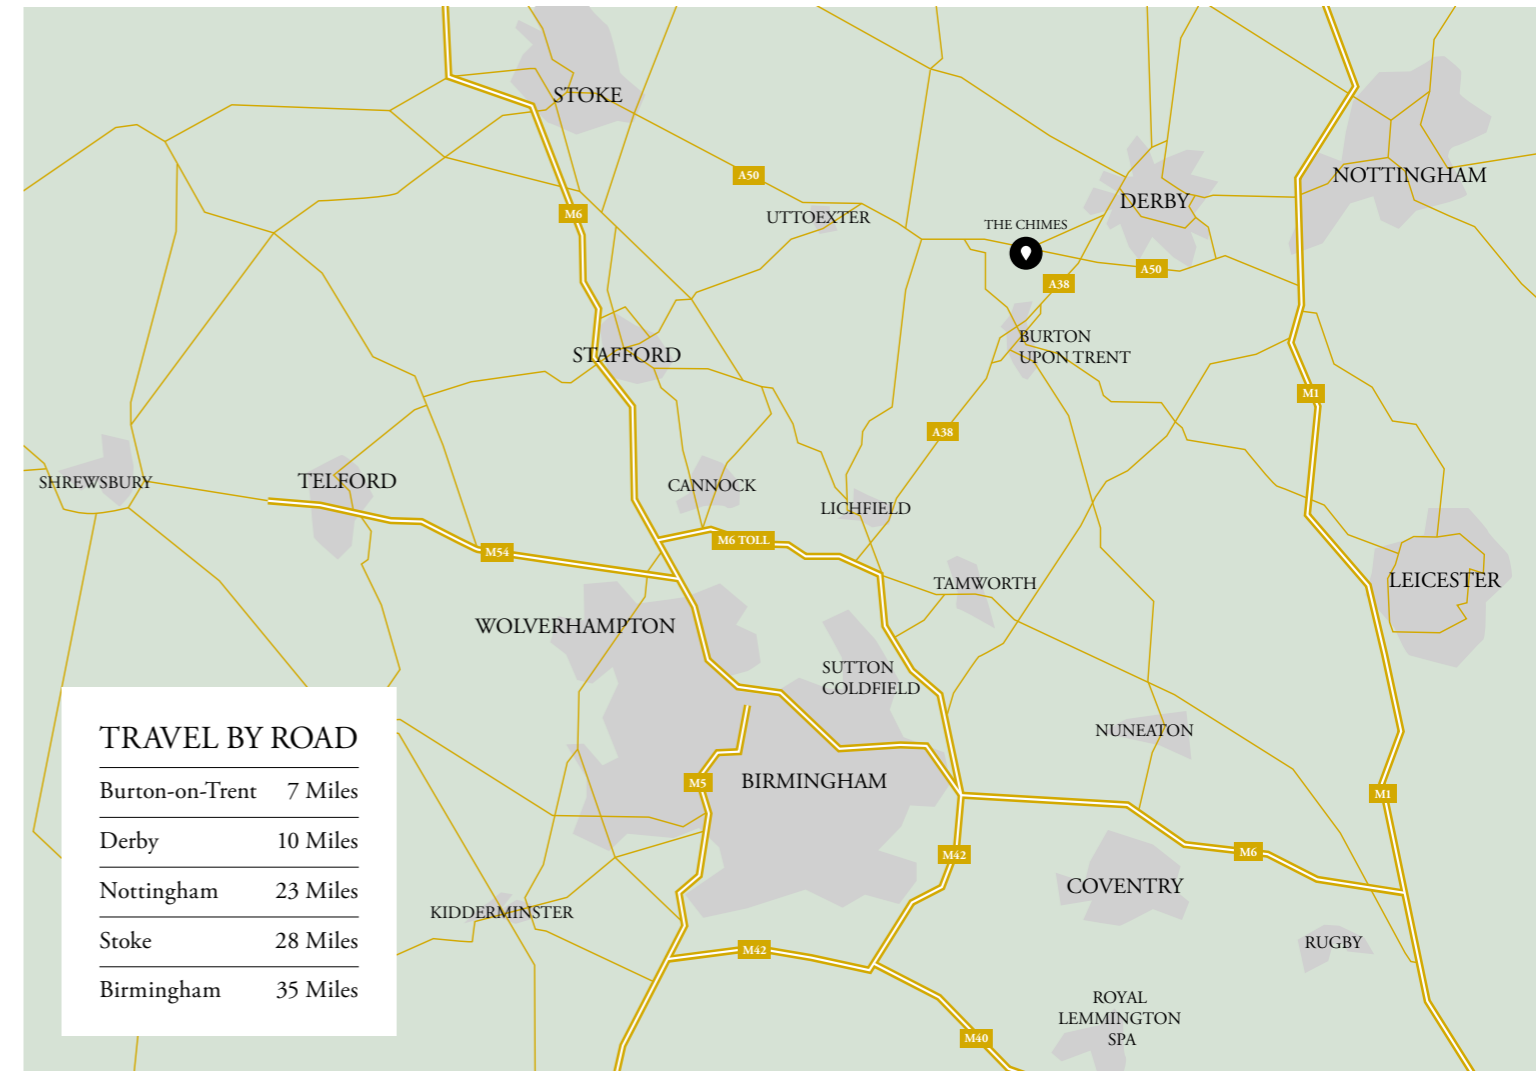 STOKE
A50
NOTTINGHAM
DERBY
M6
UTTOEXTER
THE CHIMES
A50
A38
BURTON
UPON TRENT
STAFFORD
M1
A38
SHREWSBURY
TELFORD
CANNOCK
LICHFIELD
M6 TOLL
M54
TAMWORTH
LEICESTER
WOLVERHAMPTON
SUTTON
COLDFIELD
NUNEATON
TRAVEL BY ROAD
Burton-on-Trent 7 Miles
Derby 10 Miles
Nottingham 23 Miles
Stoke 28 Miles
Birmingham 35 Miles
M5
BIRMINGHAM
M1
M42
M6
COVENTRY
KIDDERMINSTER
RUGBY
M42
ROYAL
LEMMINGTON
SPA
M40